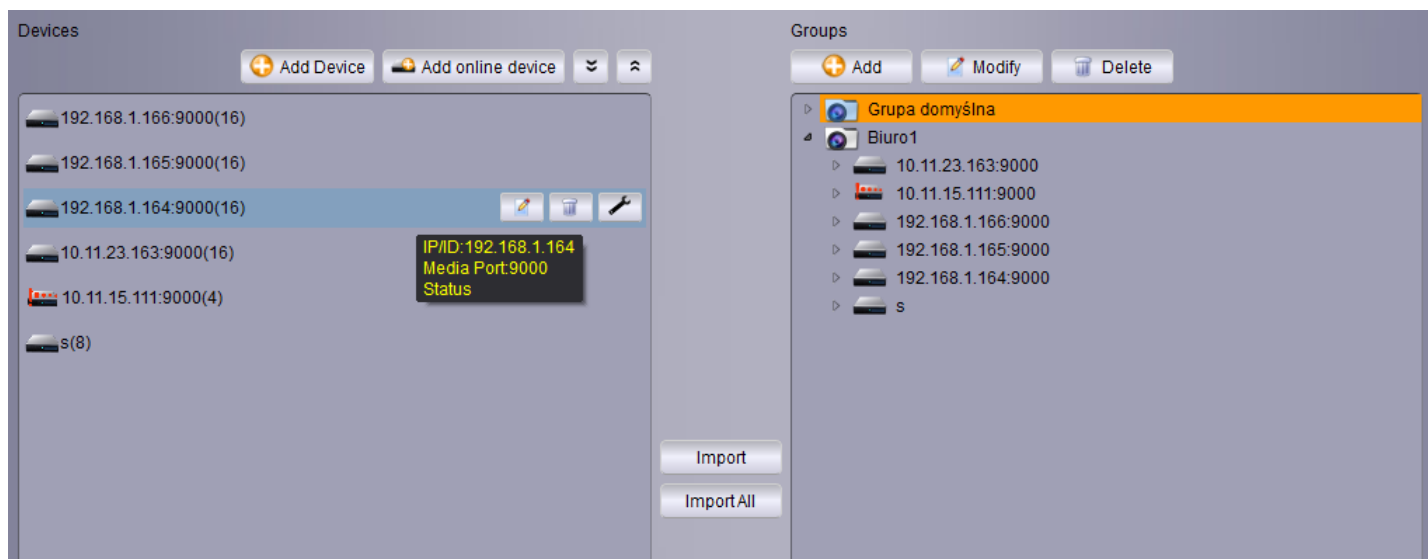 Devices
Add Device
Add online device
192.168.1.166:9000(16)
192.168.1.165:9000(16)
192.168.1.164:9000(16)
IP/ID:192.168.1.164
Media Port:9000
Status
10.11.23.163:9000(16)
10.11.15.111:9000(4)
s(8)
Import
Import All
Groups
Add
Modify
Delete
Grupa domyślna
Biuro1
10.11.23.163:9000
10.11.15.111:9000
192.168.1.166:9000
192.168.1.165:9000
192.168.1.164:9000
s